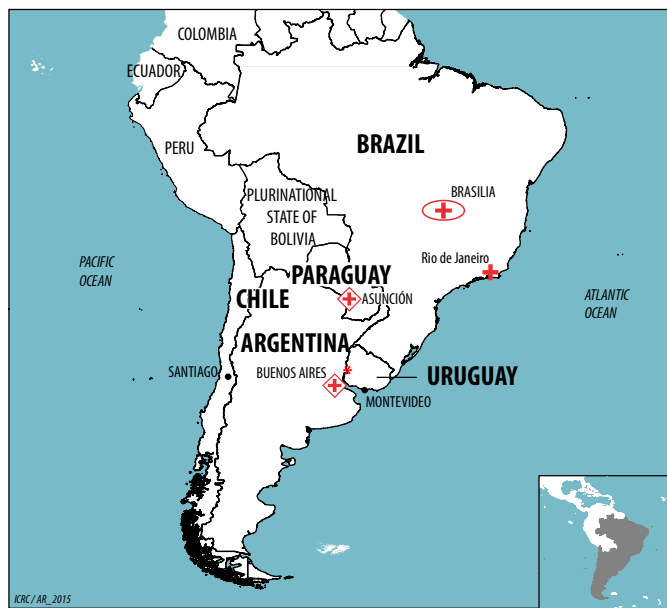 COLOMBIA
ECUADOR
PERU
BRAZIL
PLURINATIONAL
STATE OF
BOLIVIA
BRASILIA
Rio de Janeiro
PACIFIC
OCEAN
PARAGUAY
CHILE
ASUNCIÓN
ATLANTIC
OCEAN
ARGENTINA
SANTIAGO
BUENOS AIRES
URUGUAY
MONTEVIDEO
ICRC / AR_2015